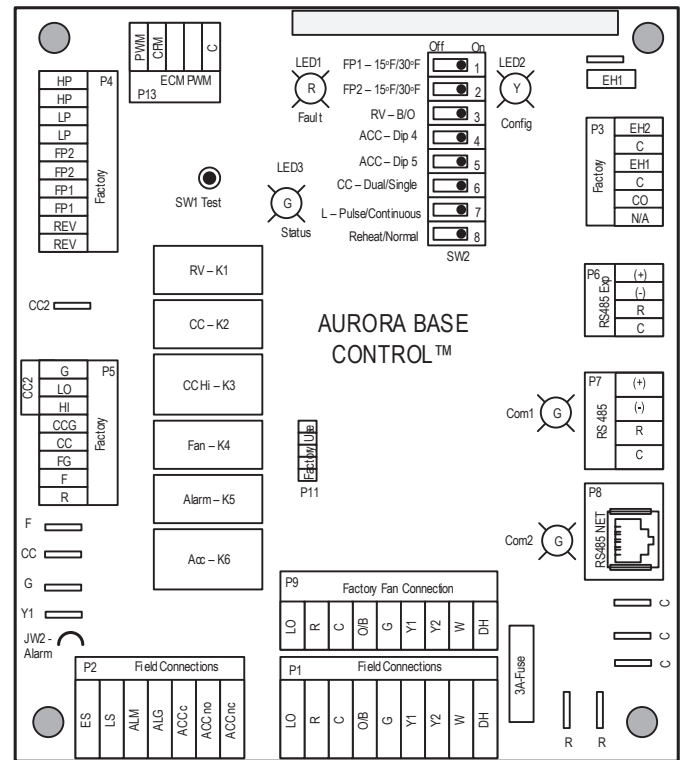 PWM
CFM
C
P13
ECM PWM
Off
On
LED1
R
Fault
FP1 – 15°F/30°F
1
FP2 – 15°F/30°F
2
RV – B/O
3
ACC – Dip 4
4
ACC – Dip 5
5
CC – Dual/Single
6
L – Pulse/Continuous
7
Reheat/Normal
8
SW2
LED2
Y
Config
EH1
HP
P4
HP
LP
LP
FP2
FP2
FP1
FP1
REV
REV
Factory
SW1 Test
LED3
G
Status
P3
EH2
C
EH1
C
CO
N/A
Factory
RV – K1
CC2
CC – K2
CC Hi – K3
Fan – K4
Alarm – K5
Acc – K6
AURORA BASE
CONTROL™
P6
(+)
(-)
R
C
RS485 Exp
CC2
G
P5
LO
HI
CCG
CC
FG
F
R
Factory
Factory Use
P11
Com1
G
P7
(+)
(-)
R
C
RS 485
P8
RS485 NET
Com2
G
F
CC
G
Y1
JW2 -
Alarm
P9
Factory Fan Connection
LO
R
C
O/B
G
Y1
Y2
W
DH
P2
Field Connections
ES
LS
ALM
ALG
ACC c
ACC no
ACC nc
P1
Field Connections
LO
R
C
O/B
G
Y1
Y2
W
DH
3A-Fuse
C
C
C
R
R